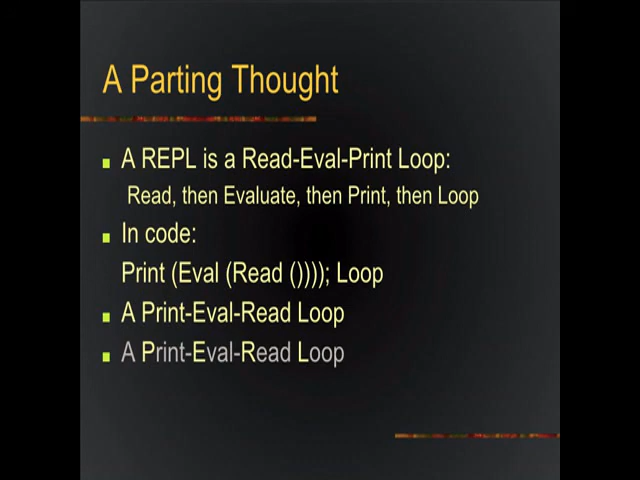 A Parting Thought
A REPL is a Read-Eval-Print Loop:
Read, then Evaluate, then Print, then Loop
In code:
Print (Eval (Read ()))); Loop
A Print-Eval-Read Loop
A Print-Eval-Read Loop